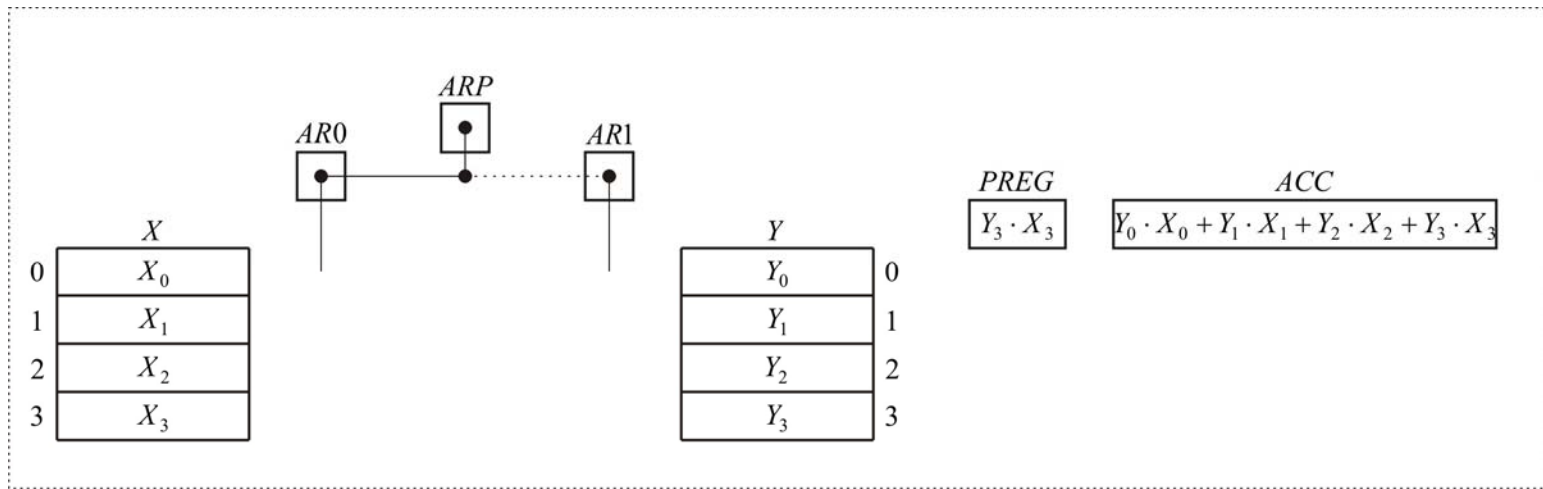 ARP
AR0 AR1
PREG ACC
Y₃ · X₃ Y₀ · X₀ + Y₁ · X₁ + Y₂ · X₂ + Y₃ · X₃
X Y
0 X₀ Y₀ 0
1 X₁ Y₁ 1
2 X₂ Y₂ 2
3 X₃ Y₃ 3